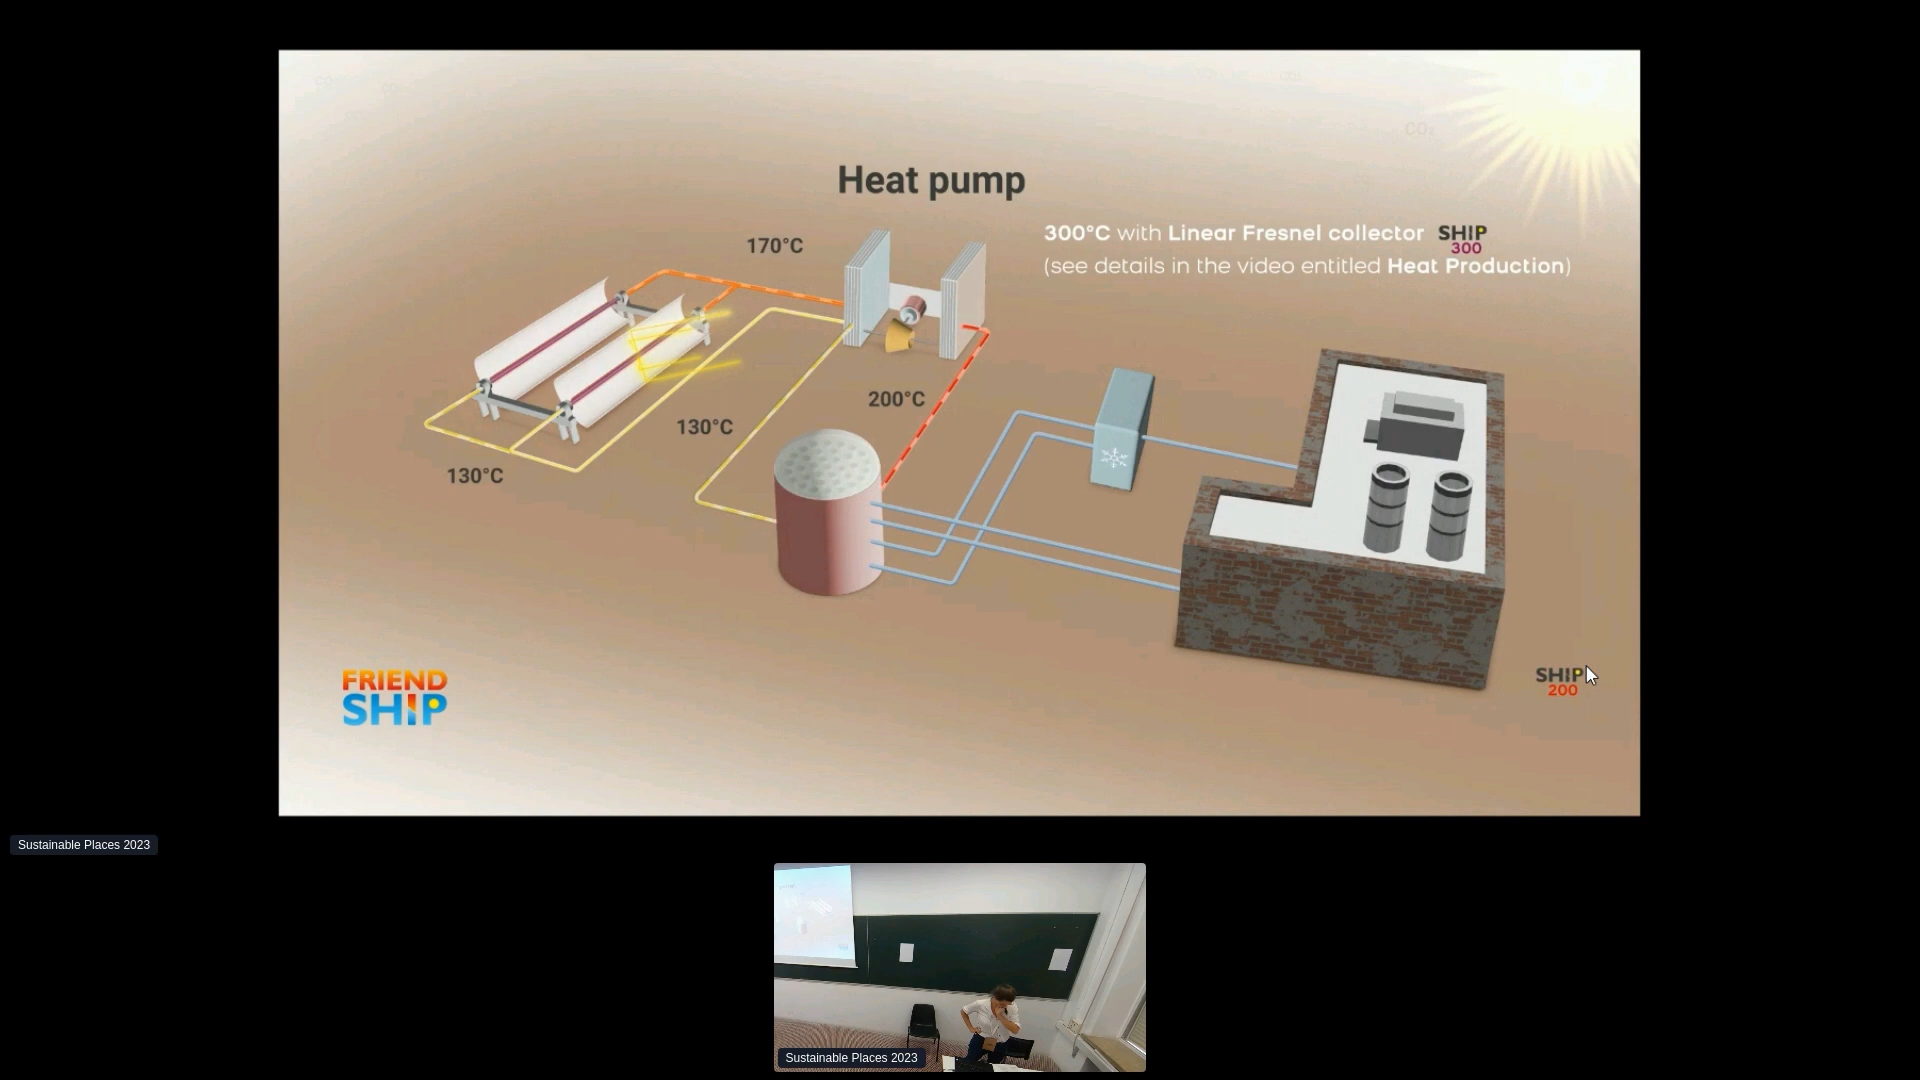 CO₂
Heat pump
300°C with Linear Fresnel collector SHIP 300
(see details in the video entitled Heat Production)
170°C
200°C
130°C
130°C
FRIEND
SHIP
SHIP
200
Sustainable Places 2023
Sustainable Places 2023